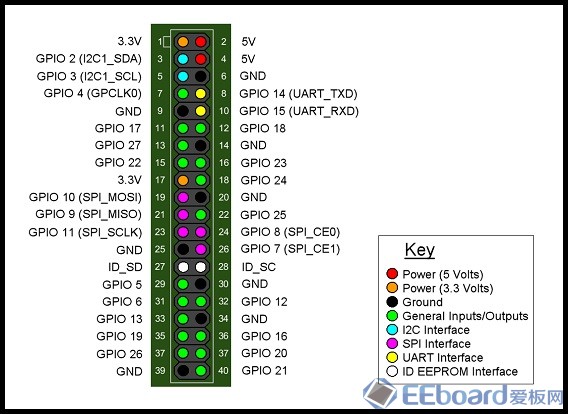 3.3V 1 2 5V
GPIO 2 (I2C1_SDA) 3 4 5V
GPIO 3 (I2C1_SCL) 5 6 GND
GPIO 4 (GPCLK0) 7 8 GPIO 14 (UART_TXD)
GND 9 10 GPIO 15 (UART_RXD)
GPIO 17 11 12 GPIO 18
GPIO 27 13 14 GND
GPIO 22 15 16 GPIO 23
3.3V 17 18 GPIO 24
GPIO 10 (SPI_MOSI) 19 20 GND
GPIO 9 (SPI_MISO) 21 22 GPIO 25
GPIO 11 (SPI_SCLK) 23 24 GPIO 8 (SPI_CE0)
GND 25 26 GPIO 7 (SPI_CE1)
ID_SD 27 28 ID_SC
GPIO 5 29 30 GND
GPIO 6 31 32 GPIO 12
GPIO 13 33 34 GND
GPIO 19 35 36 GPIO 16
GPIO 26 37 37 GPIO 20
GND 39 40 GPIO 21
Key
Power (5 Volts)
Power (3.3 Volts)
Ground
General Inputs/Outputs
I2C Interface
SPI Interface
UART Interface
ID EEPROM Interface
EEboard爱板网